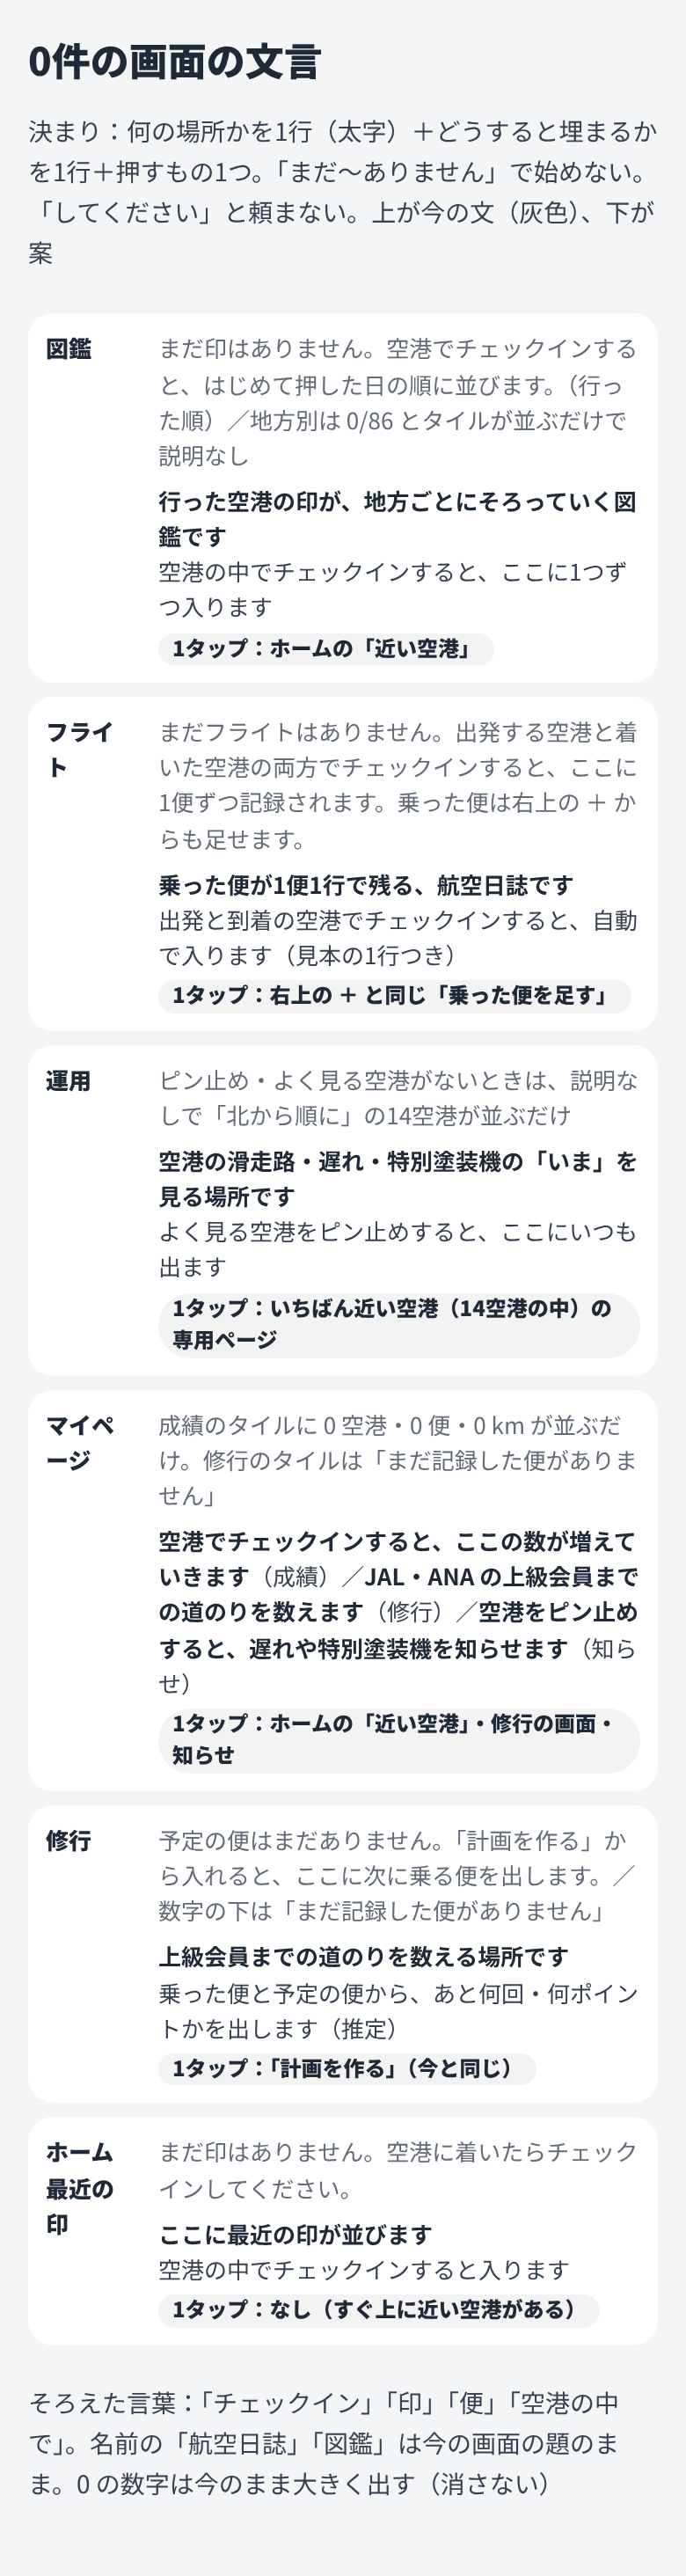 0件の画面の文言
決まり：何の場所かを1行（太字）＋どうすると埋まるか
を1行＋押すもの1つ。「まだ〜ありません」で始めない。
「してください」と頼まない。上が今の文（灰色）、下が
案
図鑑
まだ印はありません。空港でチェックインする
と、はじめて押した日の順に並びます。（行っ
た順）／地方別は 0/86 とタイルが並ぶだけで
説明なし
行った空港の印が、地方ごとにそろっていく図
鑑です
空港の中でチェックインすると、ここに1つず
つ入ります
1タップ：ホームの「近い空港」
フライ
ト
まだフライトはありません。出発する空港と着
いた空港の両方でチェックインすると、ここに
1便ずつ記録されます。乗った便は右上の ＋ か
らも足せます。
乗った便が1便1行で残る、航空日誌です
出発と到着の空港でチェックインすると、自動
で入ります（見本の1行つき）
1タップ：右上の ＋ と同じ「乗った便を足す」
運用
ピン止め・よく見る空港がないときは、説明な
しで「北から順に」の14空港が並ぶだけ
空港の滑走路・遅れ・特別塗装機の「いま」を
見る場所です
よく見る空港をピン止めすると、ここにいつも
出ます
1タップ：いちばん近い空港（14空港の中）の
専用ページ
マイペ
ージ
成績のタイルに 0 空港・0 便・0 km が並ぶだ
け。修行のタイルは「まだ記録した便がありま
せん」
空港でチェックインすると、ここの数が増えて
いきます（成績）／JAL・ANA の上級会員まで
の道のりを数えます（修行）／空港をピン止め
すると、遅れや特別塗装機を知らせます（知ら
せ）
1タップ：ホームの「近い空港」・修行の画面・
知らせ
修行
予定の便はまだありません。「計画を作る」か
ら入れると、ここに次に乗る便を出します。／
数字の下は「まだ記録した便がありません」
上級会員までの道のりを数える場所です
乗った便と予定の便から、あと何回・何ポイン
トかを出します（推定）
1タップ：「計画を作る」（今と同じ）
ホーム
最近の
印
まだ印はありません。空港に着いたらチェック
インしてください。
ここに最近の印が並びます
空港の中でチェックインすると入ります
1タップ：なし（すぐ上に近い空港がある）
そろえた言葉：「チェックイン」「印」「便」「空港の中
で」。名前の「航空日誌」「図鑑」は今の画面の題のま
ま。0 の数字は今のまま大きく出す（消さない）